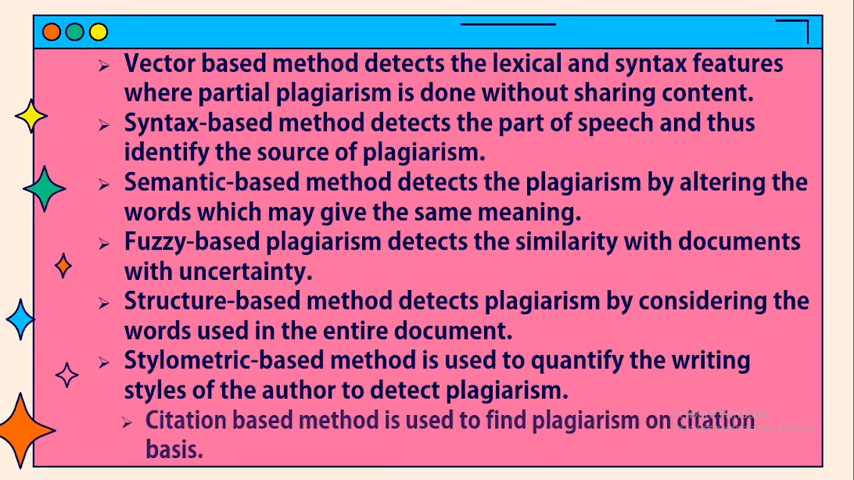 Vector based method detects the lexical and syntax features
where partial plagiarism is done without sharing content.
Syntax-based method detects the part of speech and thus
identify the source of plagiarism.
Semantic-based method detects the plagiarism by altering the
words which may give the same meaning.
Fuzzy-based plagiarism detects the similarity with documents
with uncertainty.
Structure-based method detects plagiarism by considering the
words used in the entire document.
Stylometric-based method is used to quantify the writing
styles of the author to detect plagiarism.
Citation based method is used to find plagiarism on citation
basis.